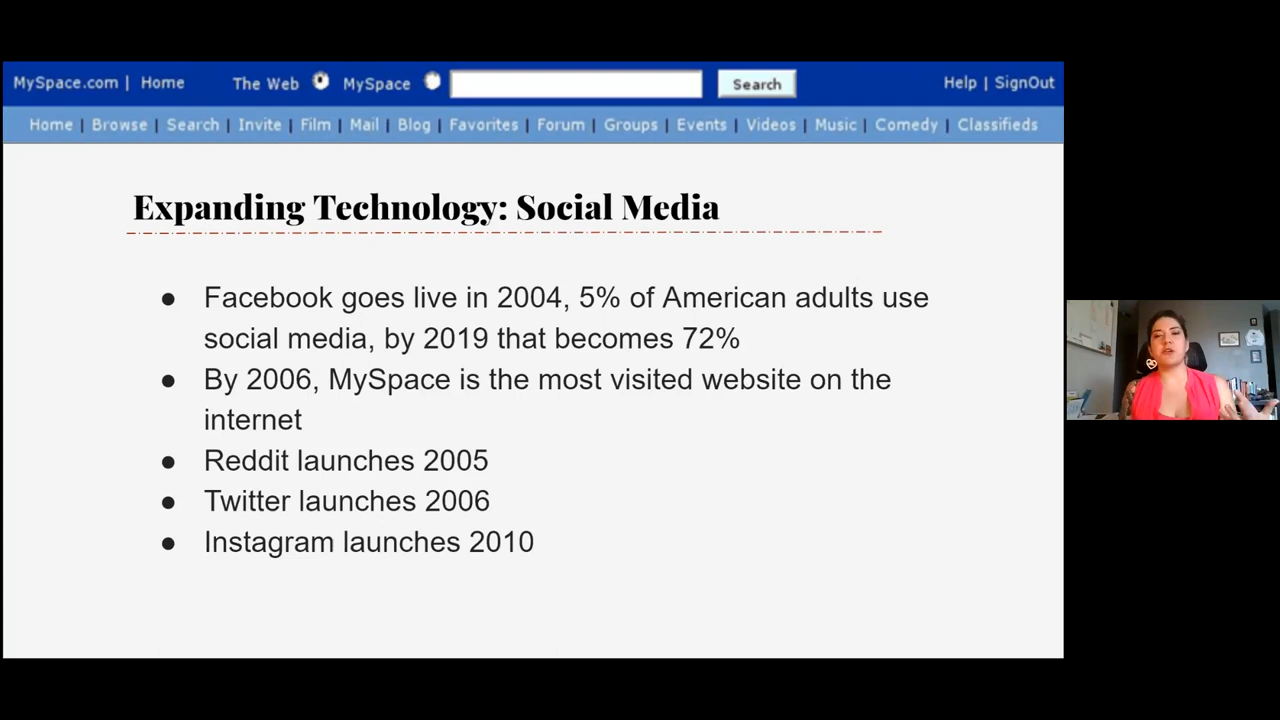 MySpace.com | Home The Web MySpace Search Help | SignOut
Home | Browse | Search | Invite | Film | Mail | Blog | Favorites | Forum | Groups | Events | Videos | Music | Comedy | Classifieds
Expanding Technology: Social Media
● Facebook goes live in 2004, 5% of American adults use
social media, by 2019 that becomes 72%
● By 2006, MySpace is the most visited website on the
internet
● Reddit launches 2005
● Twitter launches 2006
● Instagram launches 2010